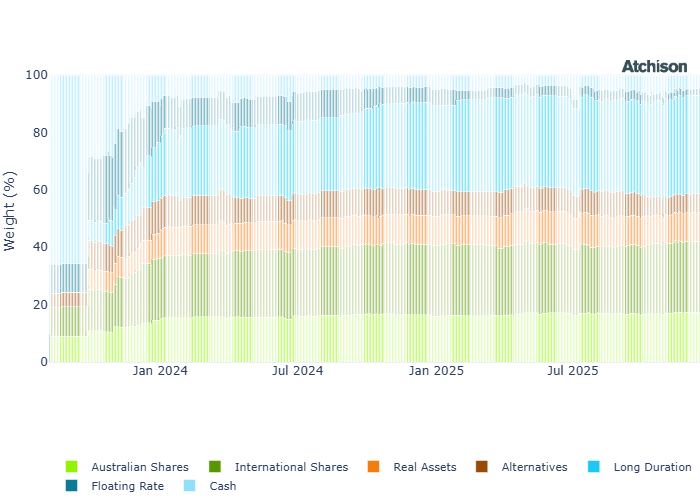 Atchison
100
80
60
40
20
0
Weight (%)
Jan 2024
Jul 2024
Jan 2025
Jul 2025
Australian Shares
International Shares
Real Assets
Alternatives
Long Duration
Floating Rate
Cash